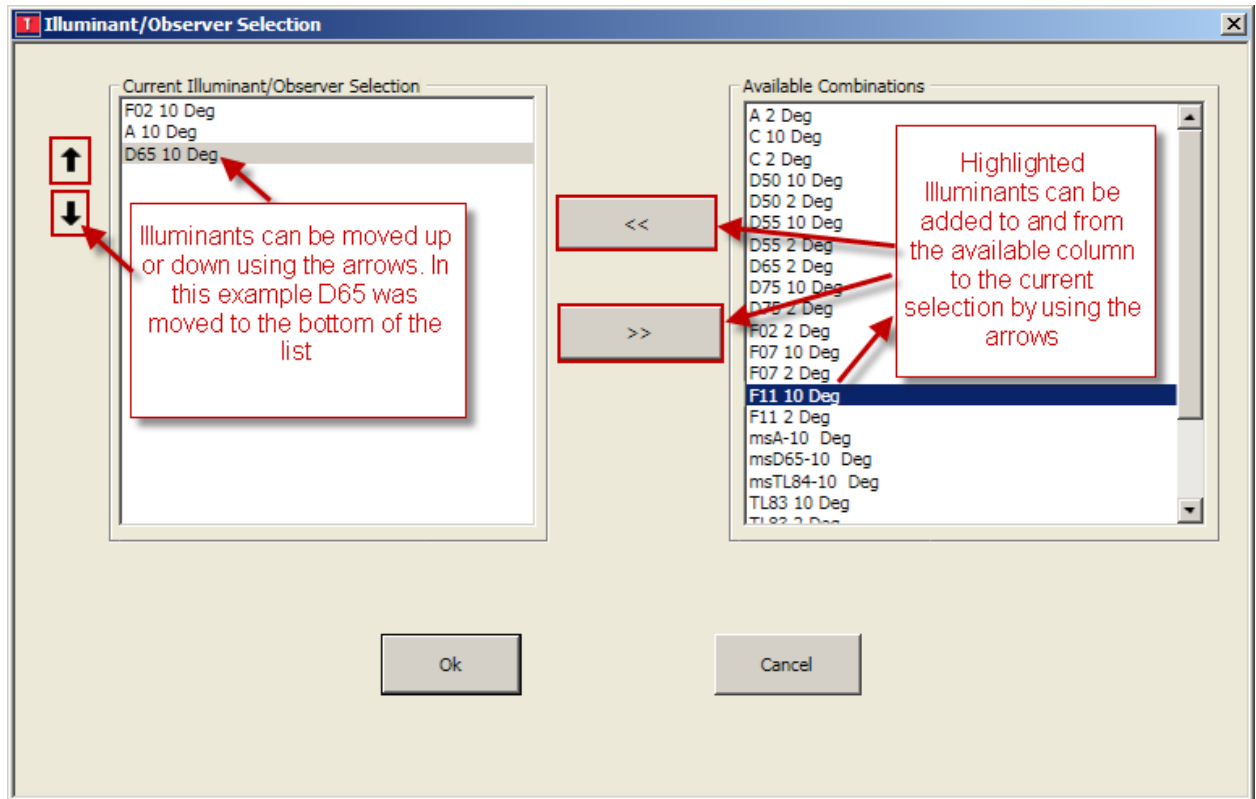 T Illuminant/Observer Selection
Current Illuminant/Observer Selection
F02 10 Deg
A 10 Deg
D65 10 Deg
Illuminants can be moved up
or down using the arrows. In
this example D65 was
moved to the bottom of the
list
<<
>>
Available Combinations
A 2 Deg
C 10 Deg
C 2 Deg
D50 10 Deg
D50 2 Deg
D55 10 Deg
D55 2 Deg
D65 2 Deg
D75 10 Deg
D75 2 Deg
F02 2 Deg
F07 10 Deg
F07 2 Deg
F11 10 Deg
F11 2 Deg
msA-10  Deg
msD65-10  Deg
msTL84-10  Deg
TL83 10 Deg
TL83 2 Deg
Highlighted
Illuminants can be
added to and from
the available column
to the current
selection by using the
arrows
Ok
Cancel